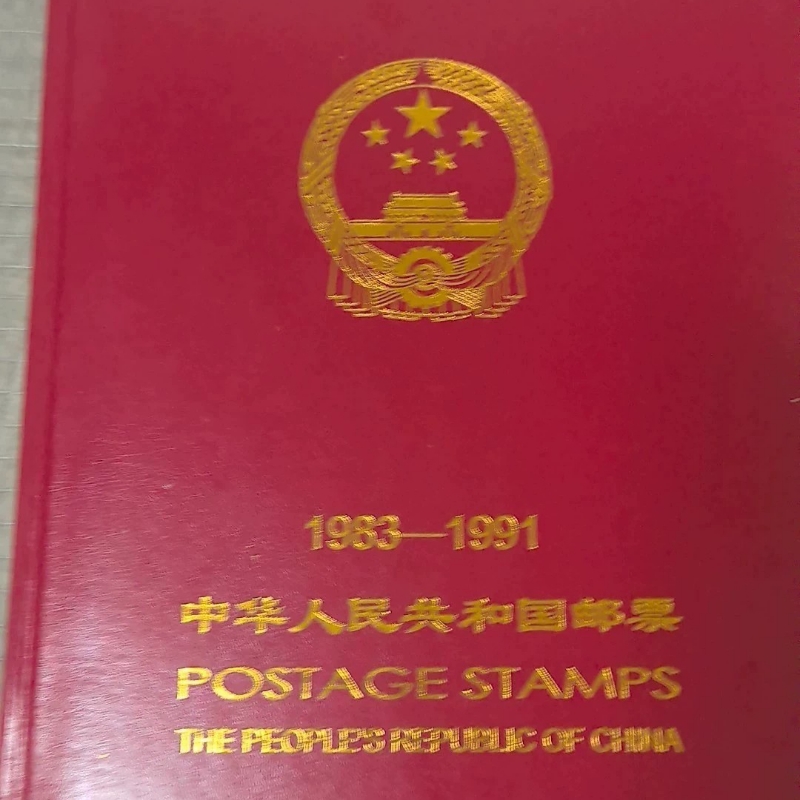 1983—1991
中华人民共和国邮票
POSTAGE STAMPS
THE PEOPLE'S REPUBLIC OF CHINA